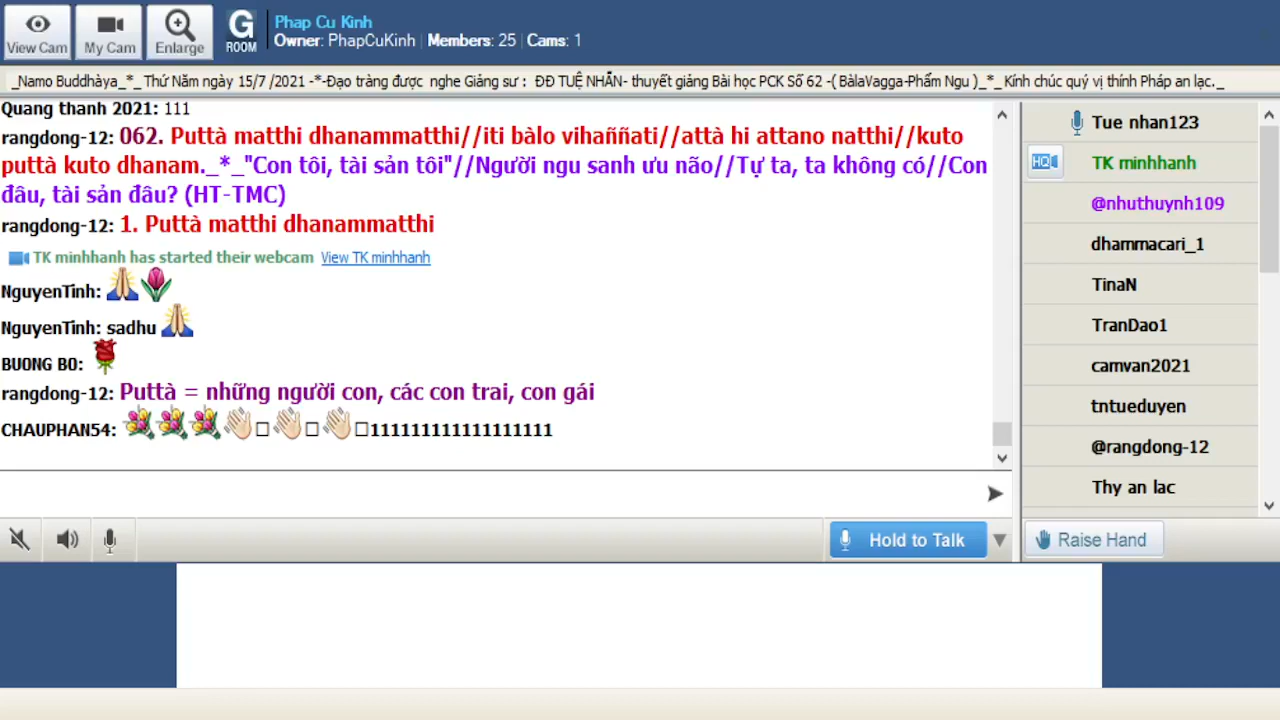 View Cam
My Cam
Enlarge
G
ROOM
Phap Cu Kinh
Owner: PhapCuKinh | Members: 25 | Cams: 1
_Namo Buddhàya_*_ Thứ Năm ngày 15/7 /2021 -*-Đạo tràng được nghe Giảng sư : ĐĐ TUỆ NHẪN- thuyết giảng Bài học PCK Số 62 -( BàlaVagga-Phẩm Ngu )_*_ Kính chúc quý vị thính Pháp an lạc._
Quang thanh 2021: 111
rangdong-12: 062. Puttà matthi dhanammatthi//iti bàlo vihaññati//attà hi attano natthi//kuto
puttà kuto dhanam._*_"Con tôi, tài sản tôi"//Người ngu sanh ưu não//Tự ta, ta không có//Con
đâu, tài sản đâu? (HT-TMC)
rangdong-12: 1. Puttà matthi dhanammatthi
TK minhhanh has started their webcam View TK minhhanh
NguyenTinh: 🙏🌷
NguyenTinh: sadhu 🙏
BUONG BO: 🌹
rangdong-12: Puttà = những người con, các con trai, con gái
CHAUPHAN54: 💐💐💐👋🏻□👋🏻□👋🏻□111111111111111111
Tue nhan123
HQ TK minhhanh
@nhuthuynh109
dhammacari_1
TinaN
TranDao1
camvan2021
tntueduyen
@rangdong-12
Thy an lac
Hold to Talk
Raise Hand